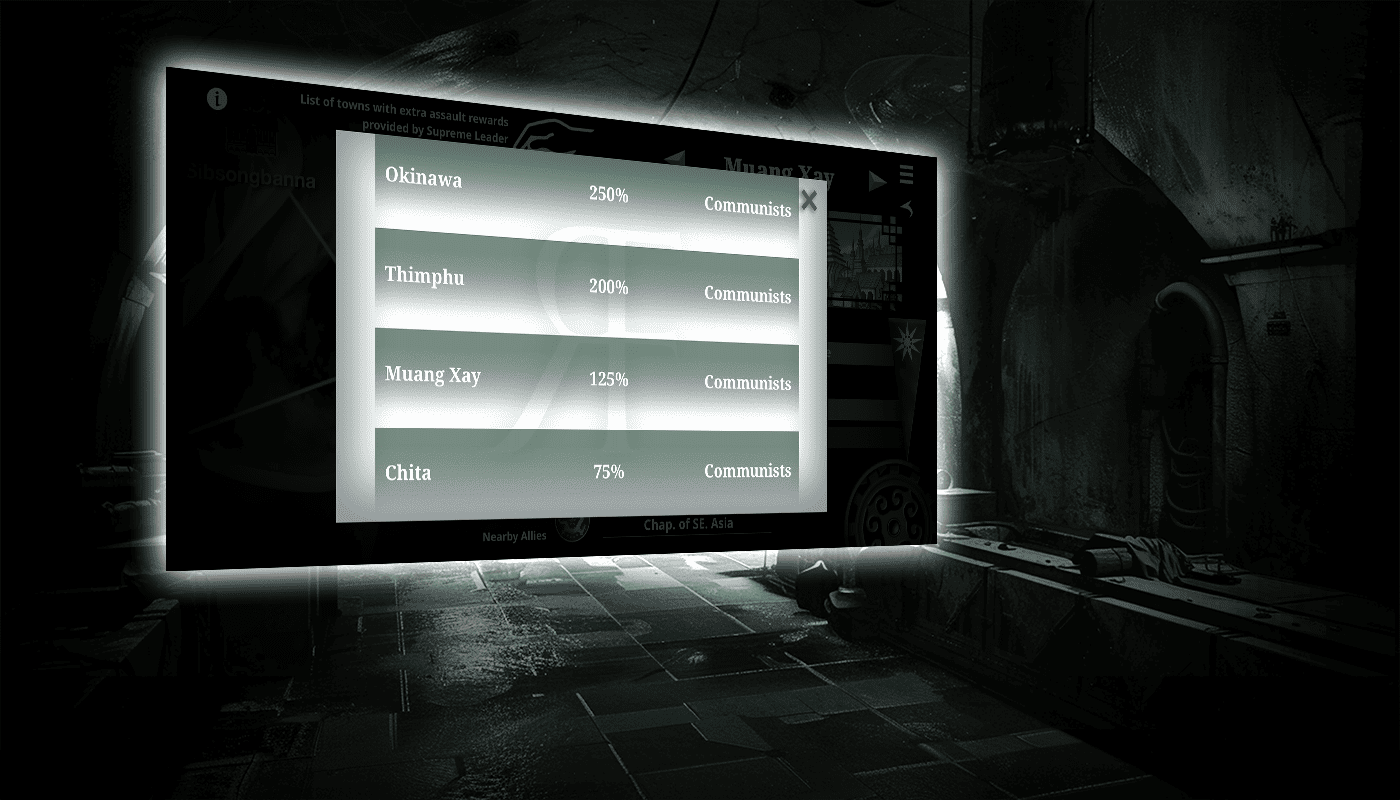 List of towns with extra assault rewards
provided by Supreme Leader
Sibsongbanna
Muang Xay
Okinawa 250% Communists
Thimphu 200% Communists
Muang Xay 125% Communists
Chita 75% Communists
Nearby Allies
Chap. of SE. Asia